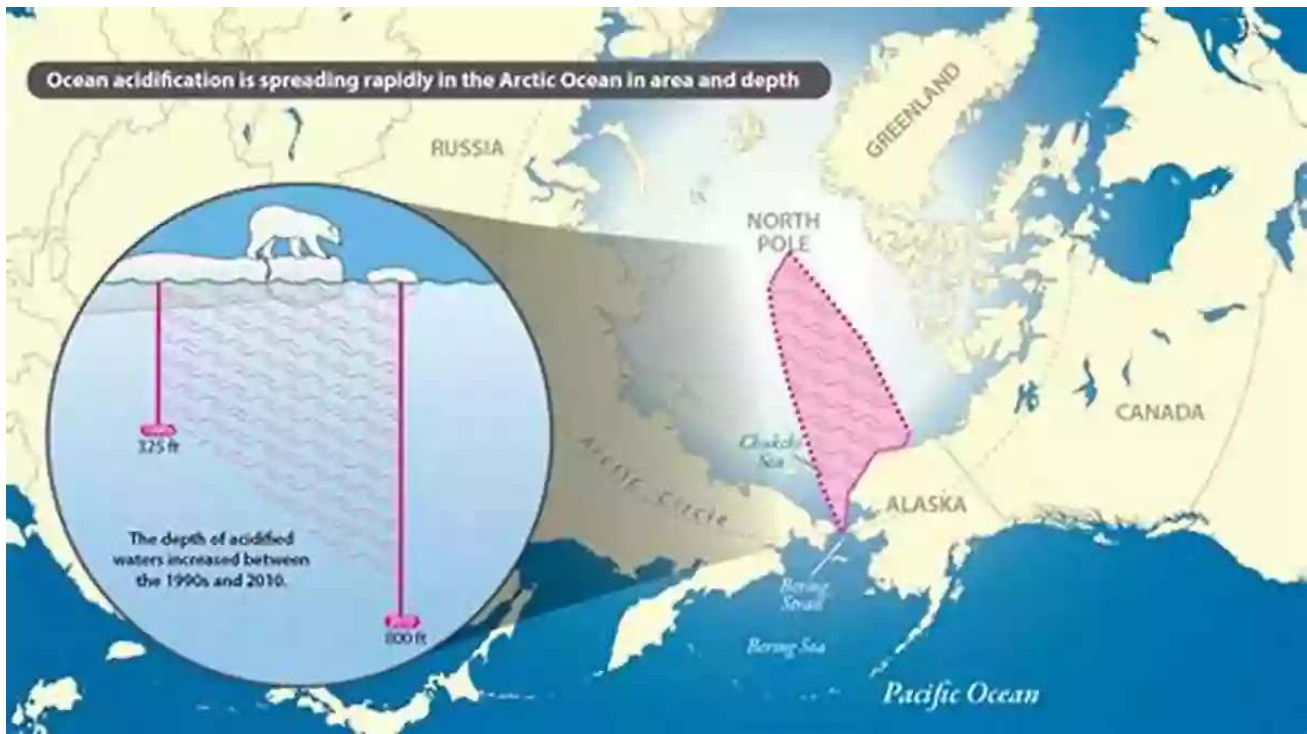 Ocean acidification is spreading rapidly in the Arctic Ocean in area and depth
GREENLAND
RUSSIA
NORTH
POLE
CANADA
Chukchi
Sea
ALASKA
Arctic Circle
325 ft
The depth of acidified
waters increased between
the 1990s and 2010.
800 ft
Bering
Strait
Bering Sea
Pacific Ocean